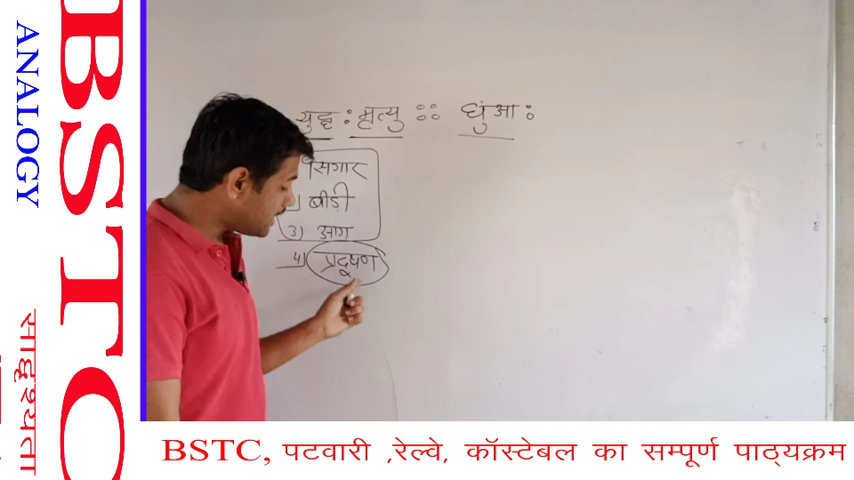 BSTC
ANALOGY
सादृश्यता
युद्ध : मृत्यु :: धुंआ :
सिगार
) बीडी
3) आग
4) प्रदूषण
BSTC, पटवारी ,रेल्वे, कॉस्टेबल का सम्पूर्ण पाठ्यक्रम